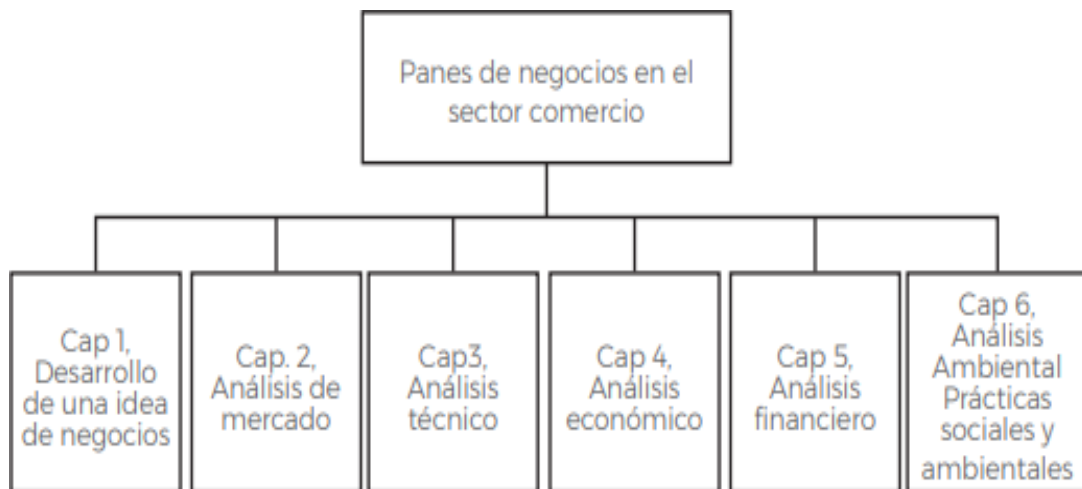 Panes de negocios en el
sector comercio
Cap 1,
Desarrollo
de una idea
de negocios
Cap. 2,
Análisis de
mercado
Cap3,
Análisis
técnico
Cap 4,
Análisis
económico
Cap 5,
Análisis
financiero
Cap 6,
Análisis
Ambiental
Prácticas
sociales y
ambientales